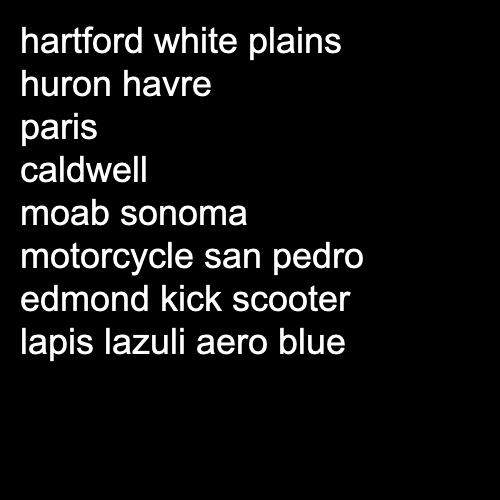 hartford white plains
huron havre
paris
caldwell
moab sonoma
motorcycle san pedro
edmond kick scooter
lapis lazuli aero blue